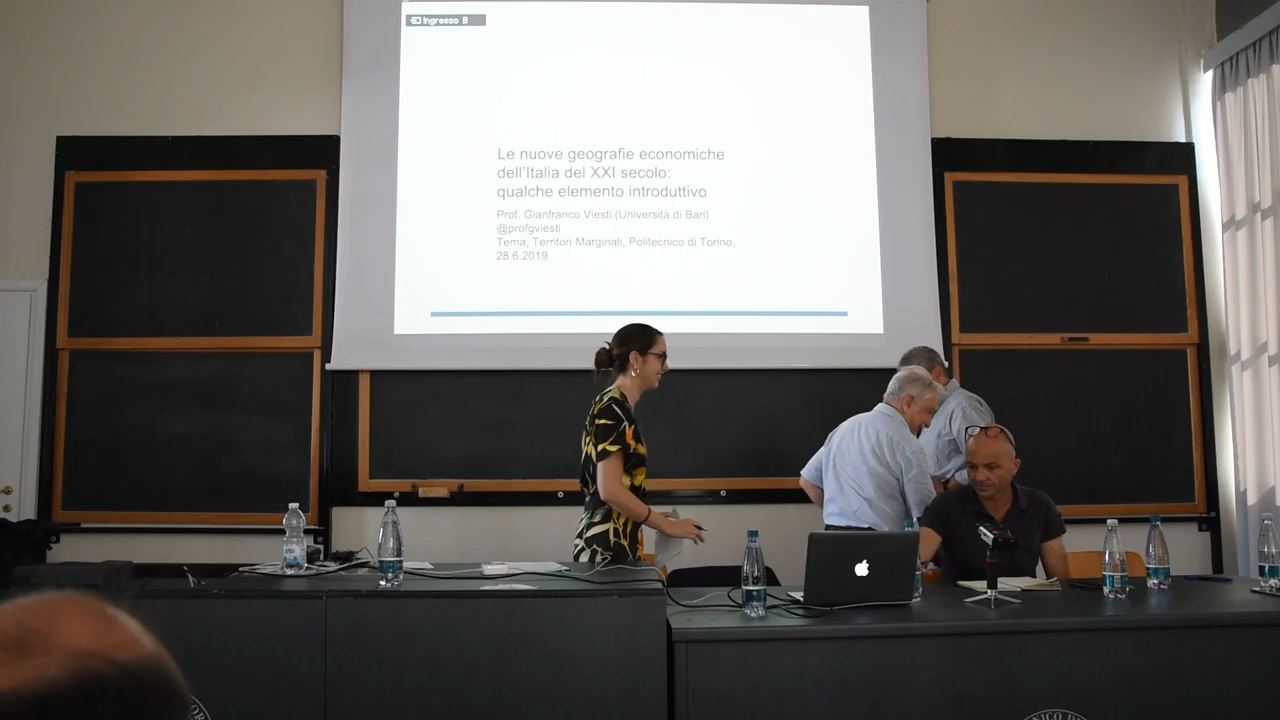 Ingresso B
Le nuove geografie economiche
dell'Italia del XXI secolo:
qualche elemento introduttivo
Prof. Gianfranco Viesti (Università di Bari)
@profgviesti
Tema, Territori Marginali, Politecnico di Torino,
28.6.2019